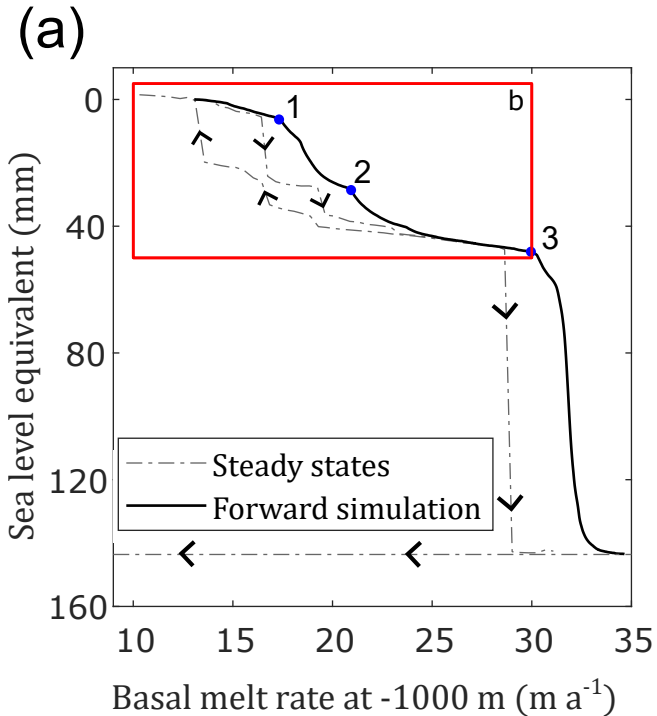 (a)
0
40
80
120
160
Sea level equivalent (mm)
1
2
3
b
Steady states
Forward simulation
10 15 20 25 30 35
Basal melt rate at -1000 m (m a⁻¹)